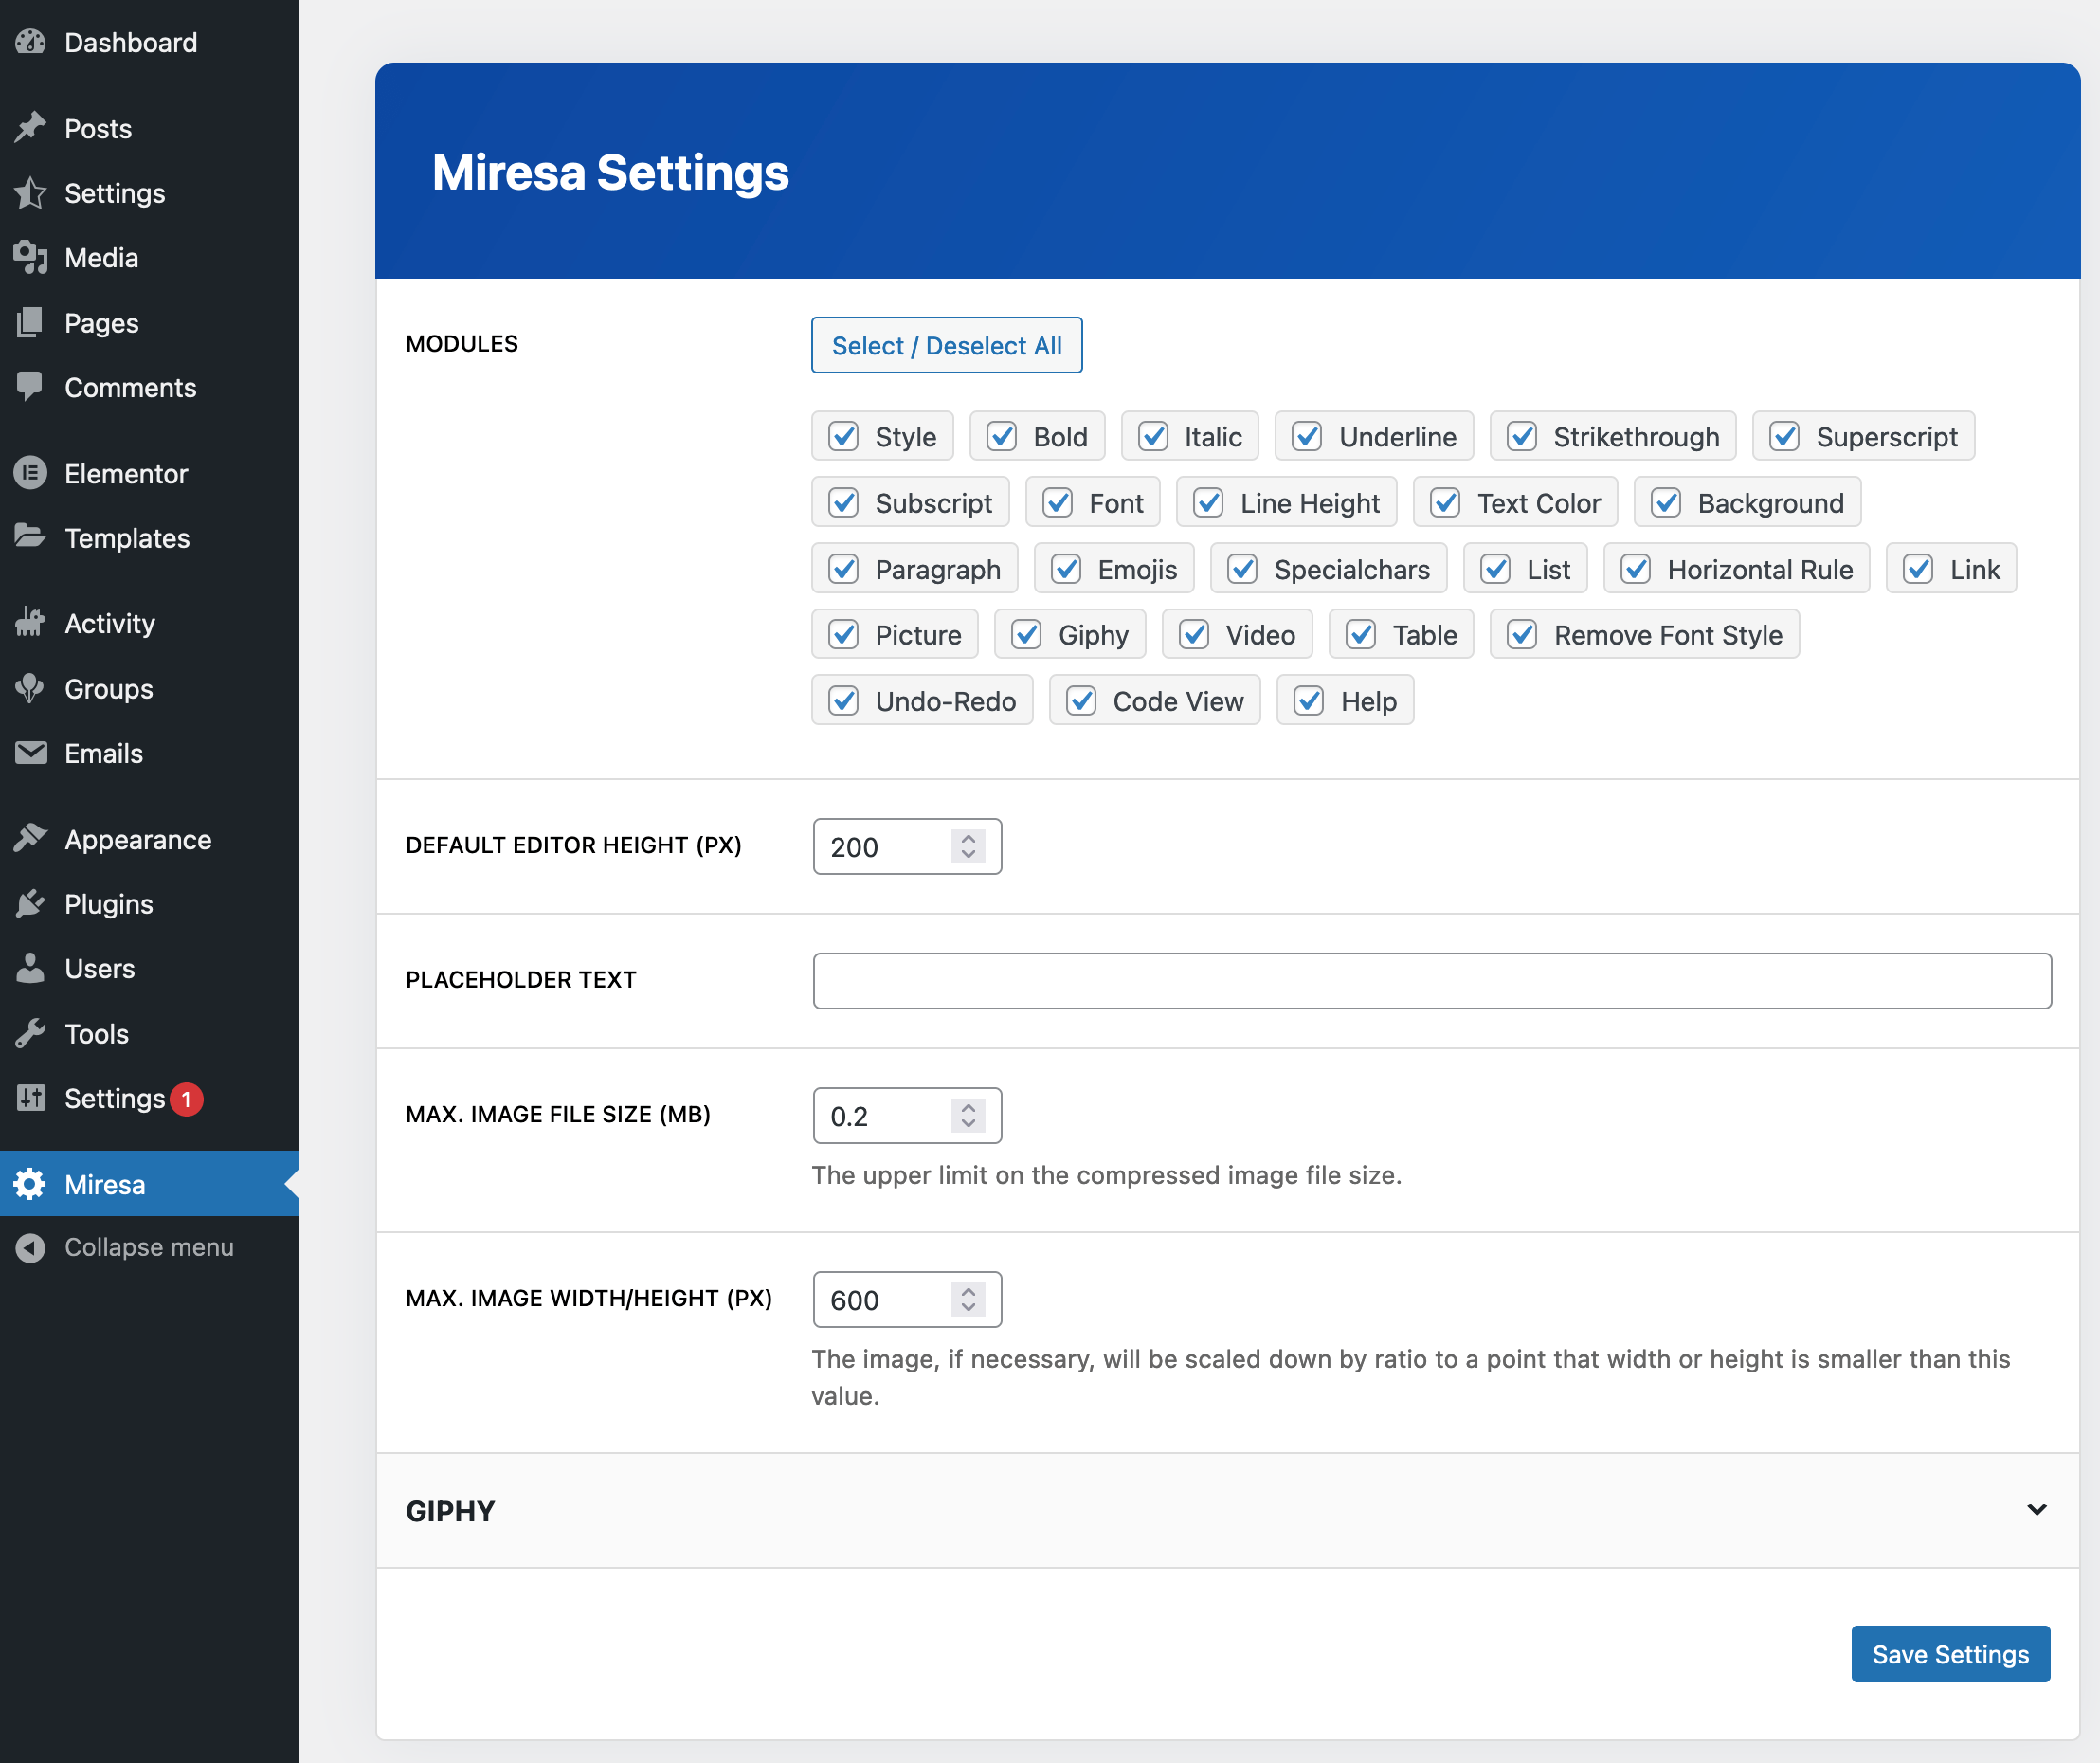 Dashboard
Posts
Settings
Media
Pages
Comments
Elementor
Templates
Activity
Groups
Emails
Appearance
Plugins
Users
Tools
Settings 1
Miresa
Collapse menu
Miresa Settings
MODULES
Select / Deselect All
Style Bold Italic Underline Strikethrough Superscript
Subscript Font Line Height Text Color Background
Paragraph Emojis Specialchars List Horizontal Rule Link
Picture Giphy Video Table Remove Font Style
Undo-Redo Code View Help
DEFAULT EDITOR HEIGHT (PX)
200
PLACEHOLDER TEXT
MAX. IMAGE FILE SIZE (MB)
0.2
The upper limit on the compressed image file size.
MAX. IMAGE WIDTH/HEIGHT (PX)
600
The image, if necessary, will be scaled down by ratio to a point that width or height is smaller than this
value.
GIPHY
Save Settings